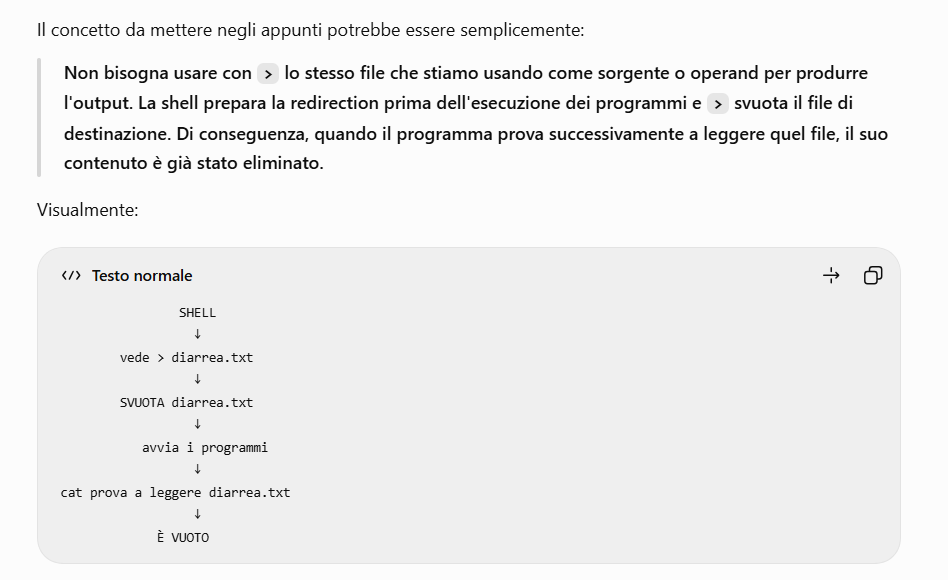 Il concetto da mettere negli appunti potrebbe essere semplicemente:
Non bisogna usare con > lo stesso file che stiamo usando come sorgente o operand per produrre
l'output. La shell prepara la redirection prima dell'esecuzione dei programmi e > svuota il file di
destinazione. Di conseguenza, quando il programma prova successivamente a leggere quel file, il suo
contenuto è già stato eliminato.
Visualmente:
</> Testo normale
SHELL
↓
vede > diarrea.txt
↓
SVUOTA diarrea.txt
↓
avvia i programmi
↓
cat prova a leggere diarrea.txt
↓
È VUOTO